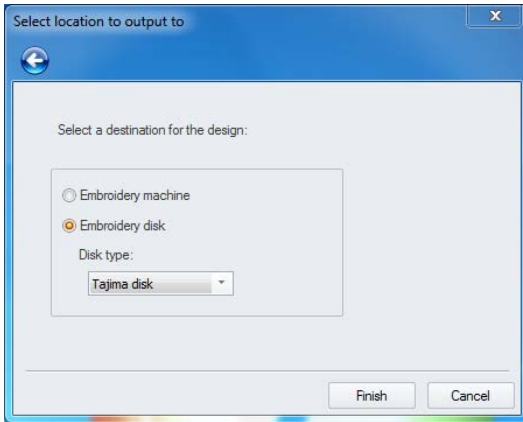 Select location to output to
Select a destination for the design:
Embroidery machine
Embroidery disk
Disk type:
Tajima disk
Finish
Cancel